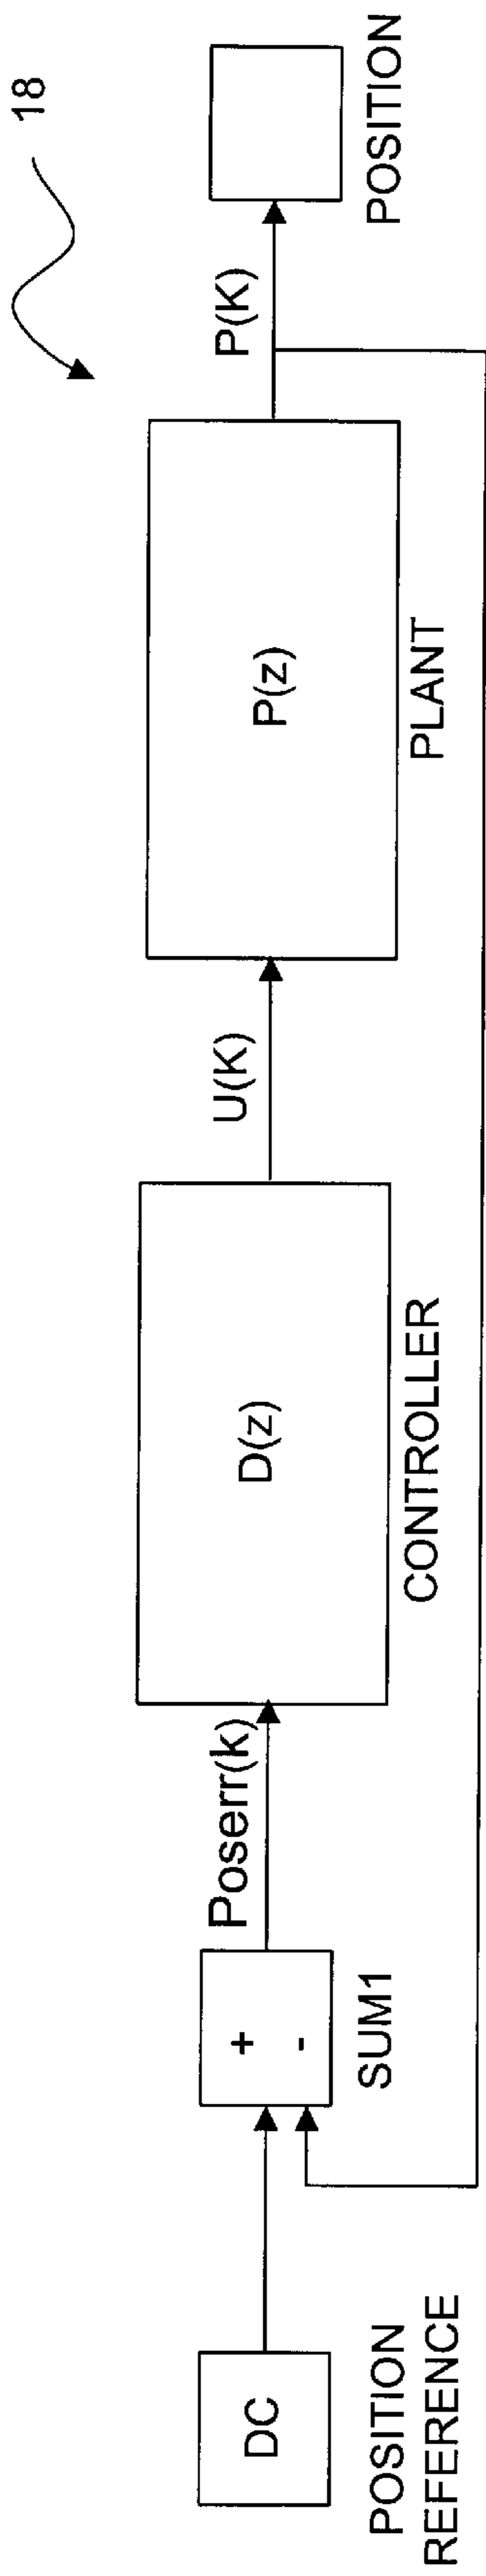 18
DC
POSITION
REFERENCE
+
-
SUM1
Poserr(k)
D(z)
CONTROLLER
U(K)
P(z)
PLANT
P(K)
POSITION